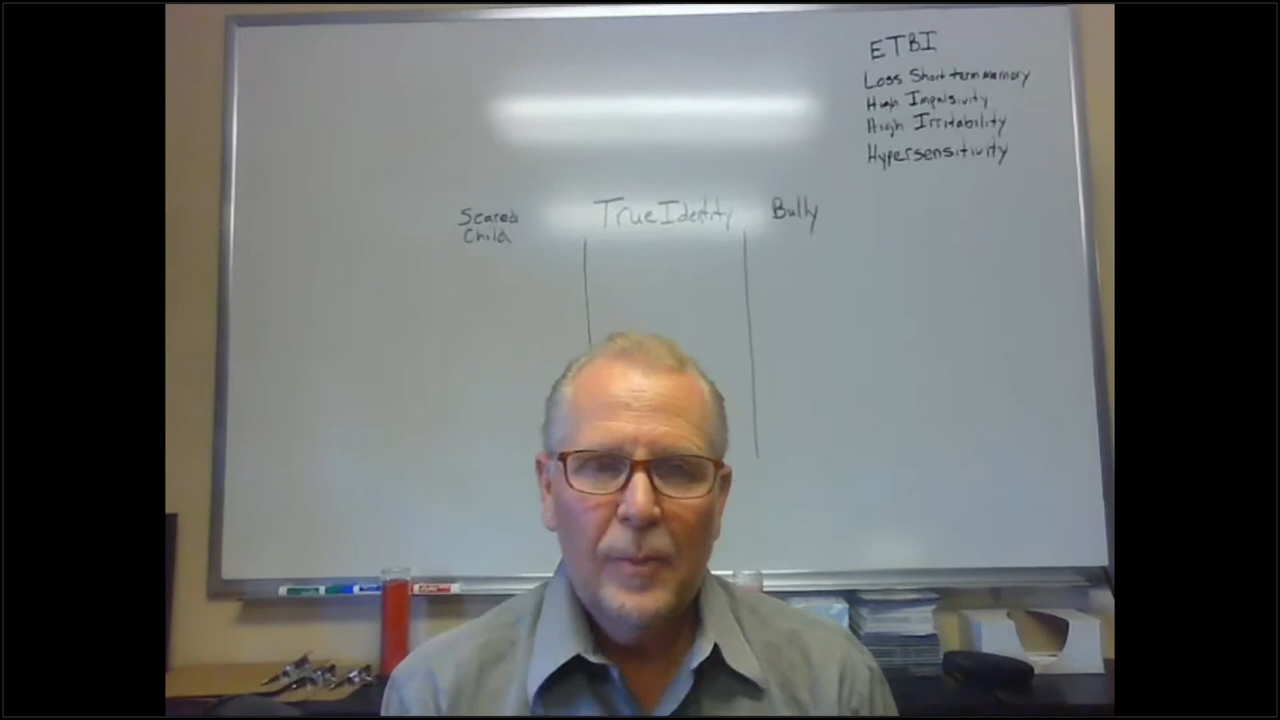 ETBI
Loss Short term memory
High Impulsivity
High Irritability
Hypersensitivity
Scared True Identity Bully
Child